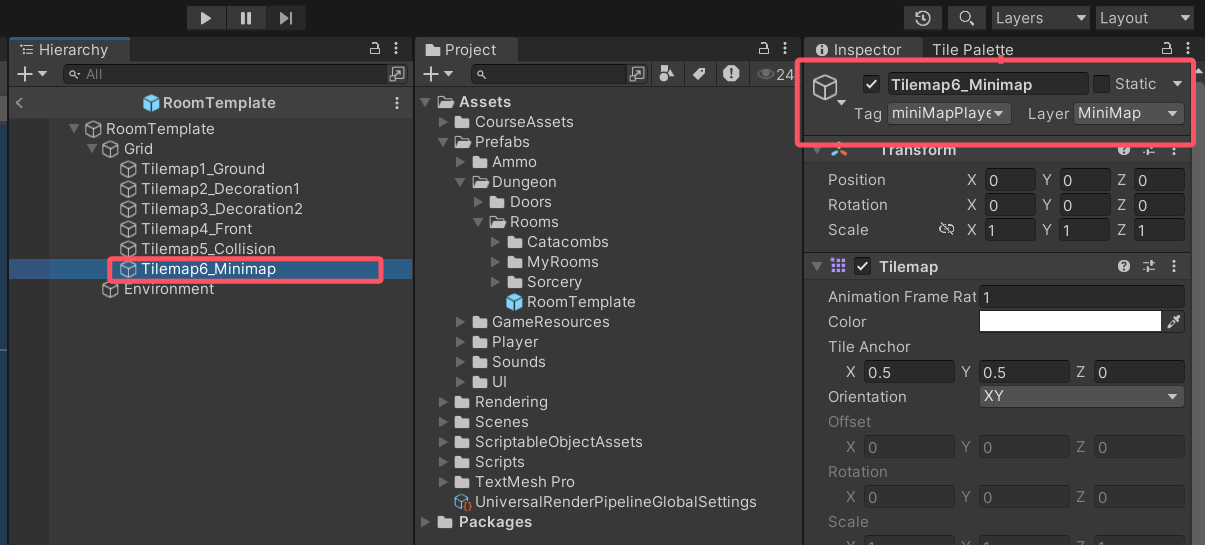 Layers
Layout
Hierarchy
All
RoomTemplate
RoomTemplate
Grid
Tilemap1_Ground
Tilemap2_Decoration1
Tilemap3_Decoration2
Tilemap4_Front
Tilemap5_Collision
Tilemap6_Minimap
Environment
Project
24
Assets
CourseAssets
Prefabs
Ammo
Dungeon
Doors
Rooms
Catacombs
MyRooms
Sorcery
RoomTemplate
GameResources
Player
Sounds
UI
Rendering
Scenes
ScriptableObjectAssets
Scripts
TextMesh Pro
UniversalRenderPipelineGlobalSettings
Packages
Inspector Tile Palette
Tilemap6_Minimap Static
Tag miniMapPlaye Layer MiniMap
Transform
Position X 0 Y 0 Z 0
Rotation X 0 Y 0 Z 0
Scale X 1 Y 1 Z 1
Tilemap
Animation Frame Rat 1
Color
Tile Anchor
X 0.5 Y 0.5 Z 0
Orientation XY
Offset
X 0 Y 0 Z 0
Rotation
X 0 Y 0 Z 0
Scale
X 1 Y 1 Z 1